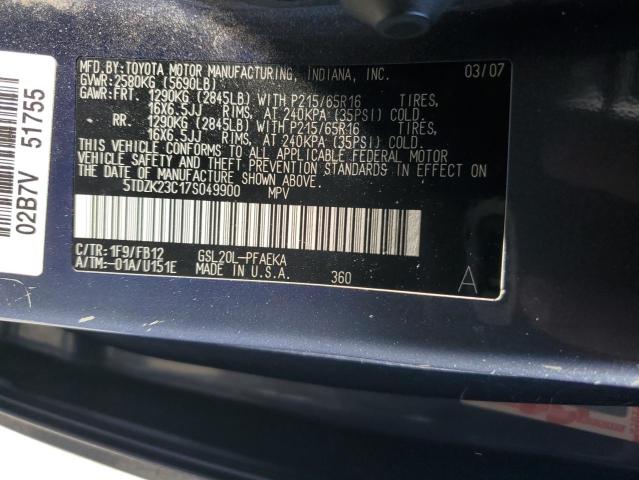 MFD.BY:TOYOTA MOTOR MANUFACTURING, INDIANA, INC. 03/07
GVWR:2580KG (5690LB)
GAWR:FRT. 1290KG (2845LB) WITH P215/65R16 TIRES,
16X6.5JJ RIMS, AT 240KPA (35PSI) COLD.
RR 1290KG (2845LB) WITH P215/65R16 TIRES,
16X6.5JJ RIMS, AT 240KPA (35PSI) COLD.
THIS VEHICLE CONFORMS TO ALL APPLICABLE FEDERAL MOTOR
VEHICLE SAFETY AND THEFT PREVENTION STANDARDS IN EFFECT ON
THE DATE OF MANUFACTURE SHOWN ABOVE.
5TDZK23C17S049900 MPV
C/TR:1F9/FB12 GSL20L-PFAEKA
A/TM:-01A/U151E MADE IN U.S.A. 360 A
02B7V 51755